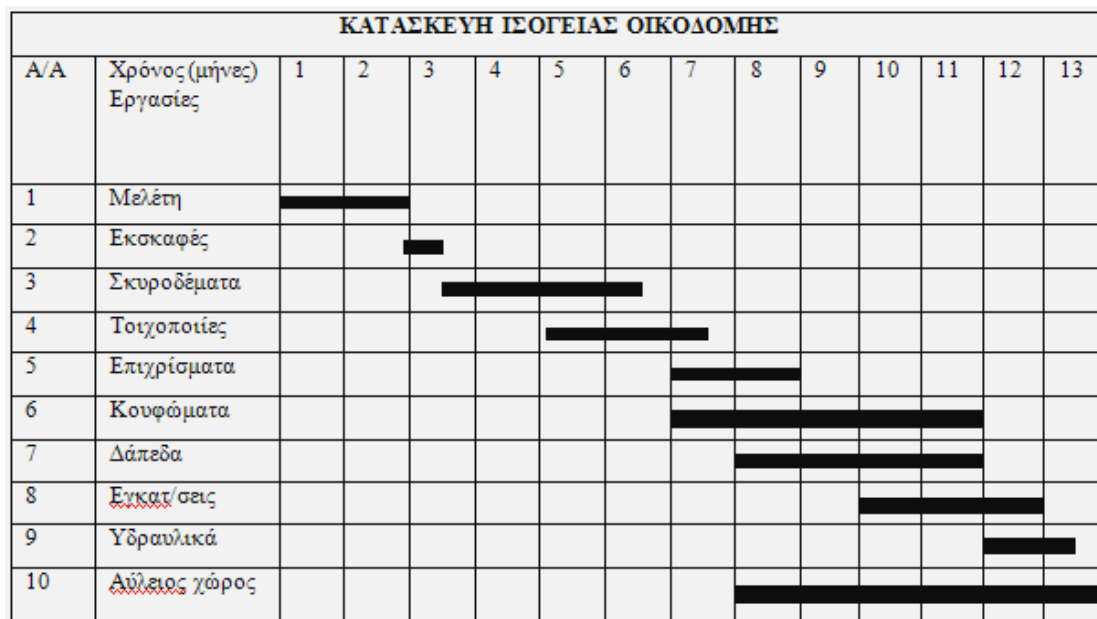 ΚΑΤΑΣΚΕΥΗ ΙΣΟΓΕΙΑΣ ΟΙΚΟΔΟΜΗΣ
Α/Α Χρόνος (μήνες) 1 2 3 4 5 6 7 8 9 10 11 12 13
Εργασίες
1 Μελέτη
2 Εκσκαφές
3 Σκυροδέματα
4 Τοιχοποιίες
5 Επιχρίσματα
6 Κουφώματα
7 Δάπεδα
8 Εγκατ/σεις
9 Υδραυλικά
10 Αύλειος χώρος